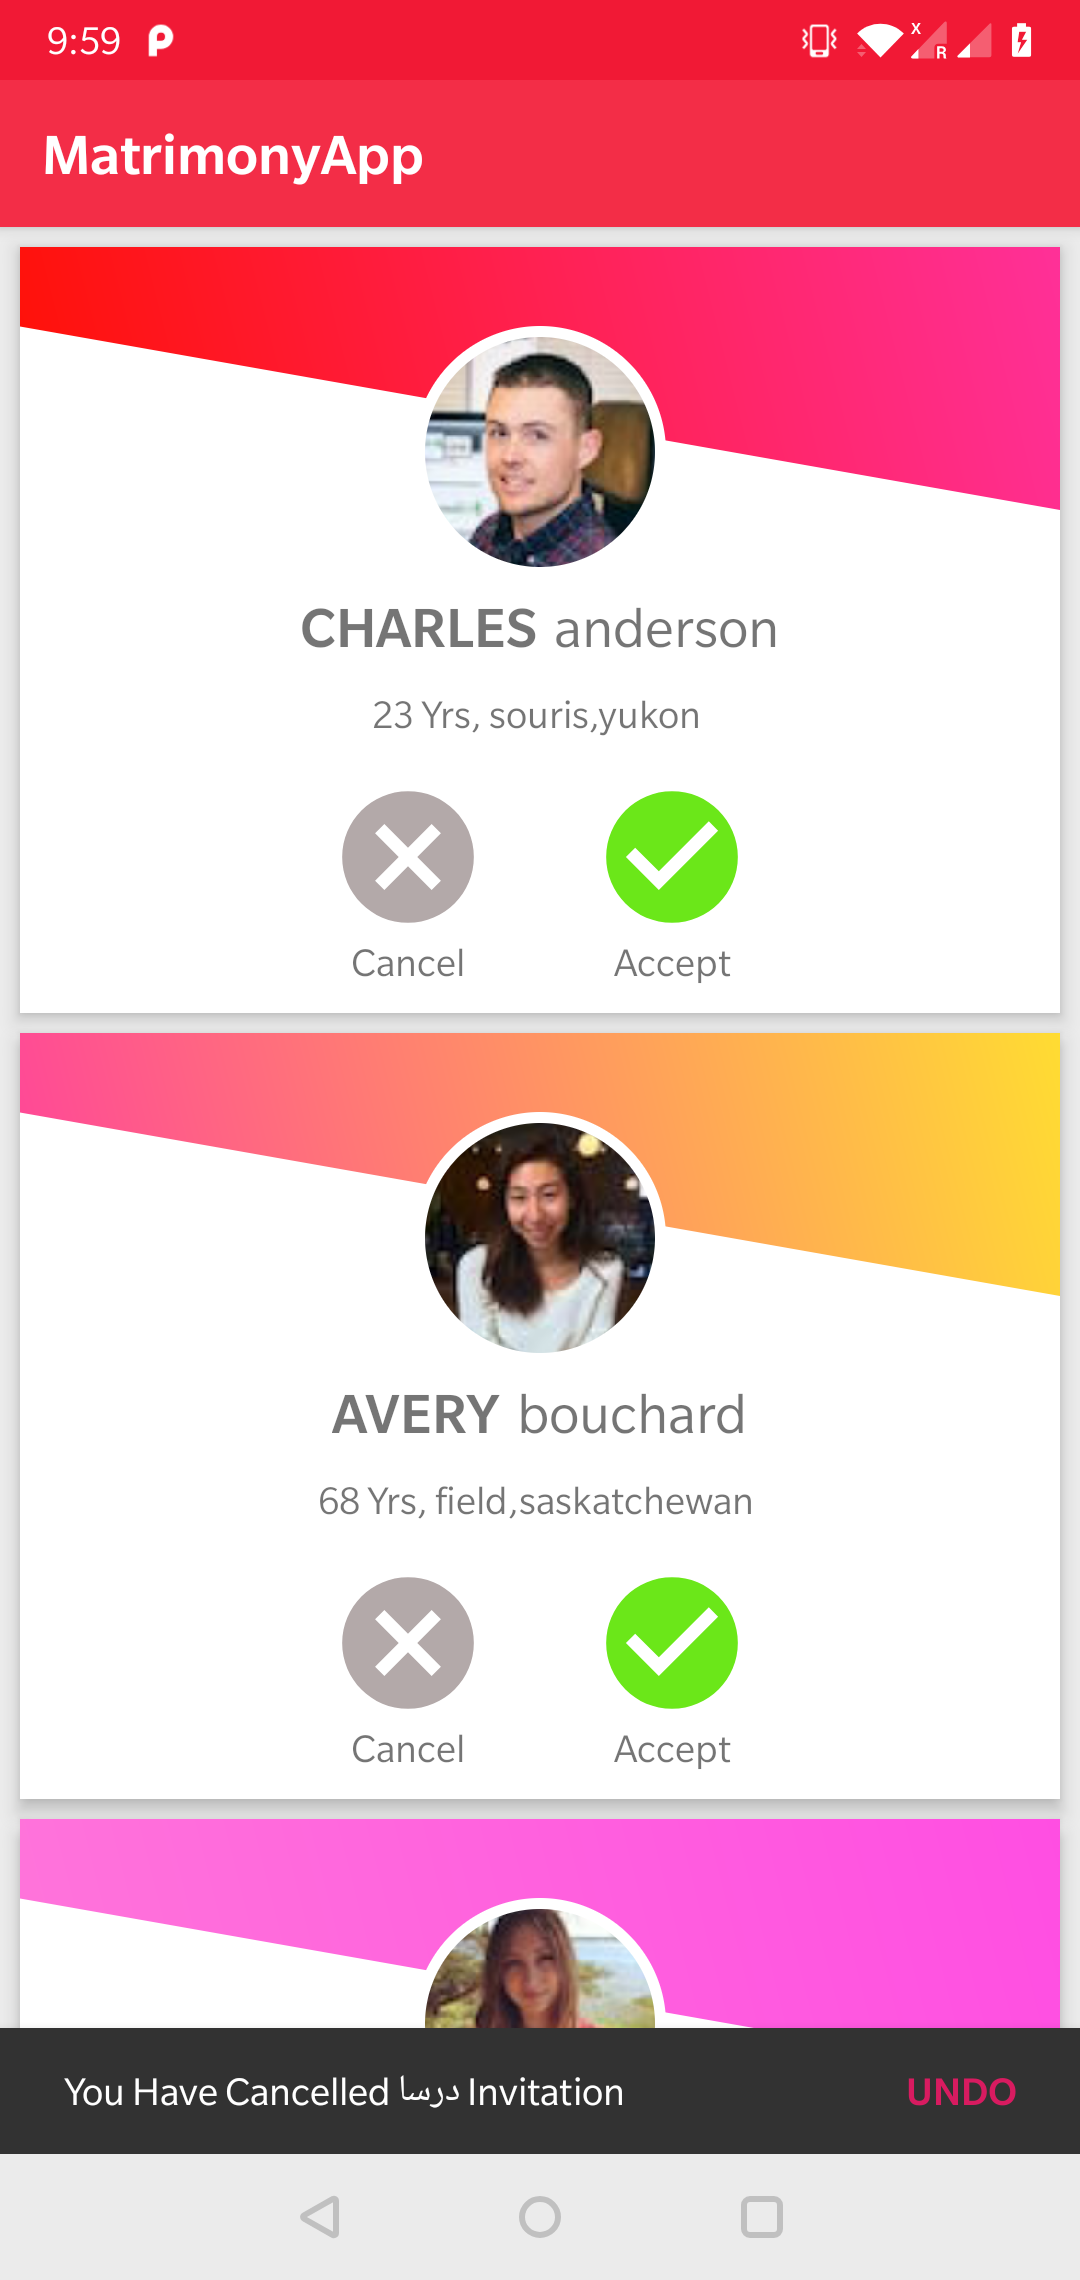 9:59
MatrimonyApp
CHARLES anderson
23 Yrs, souris,yukon
Cancel
Accept
AVERY bouchard
68 Yrs, field,saskatchewan
Cancel
Accept
You Have Cancelled درسا Invitation
UNDO